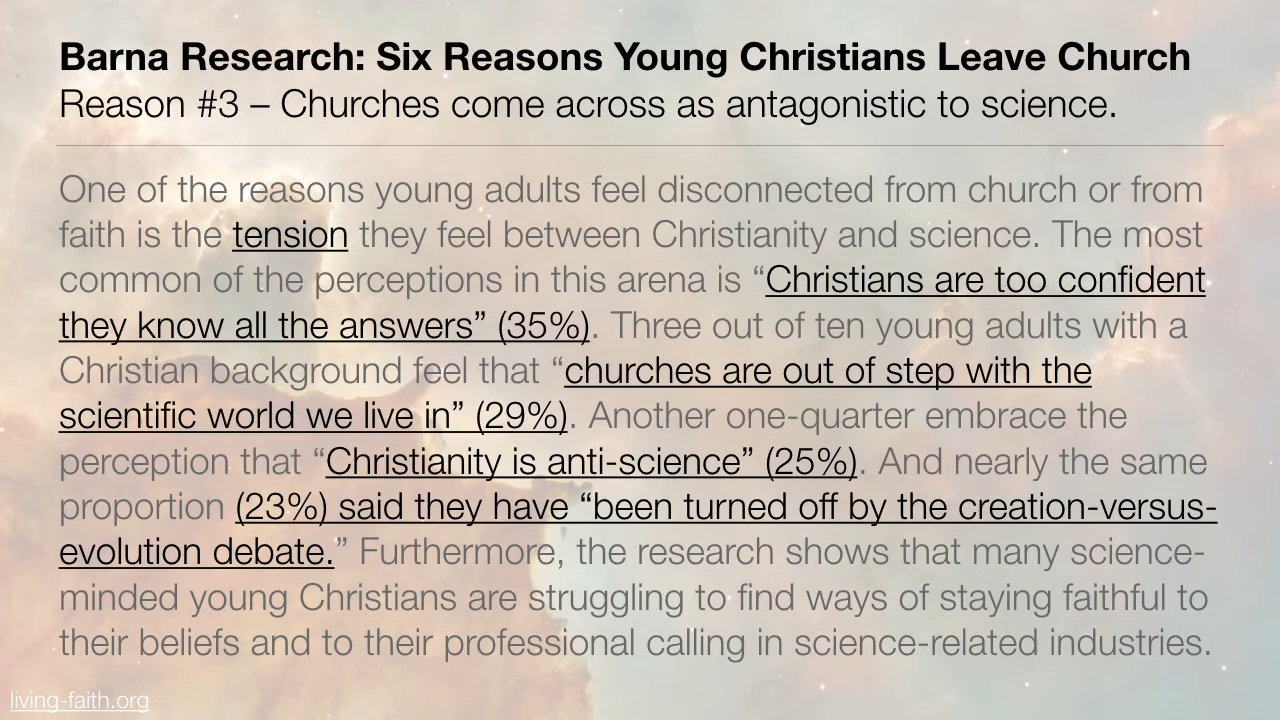 Barna Research: Six Reasons Young Christians Leave Church
Reason #3 – Churches come across as antagonistic to science.
One of the reasons young adults feel disconnected from church or from
faith is the tension they feel between Christianity and science. The most
common of the perceptions in this arena is “Christians are too confident
they know all the answers” (35%). Three out of ten young adults with a
Christian background feel that “churches are out of step with the
scientific world we live in” (29%). Another one-quarter embrace the
perception that “Christianity is anti-science” (25%). And nearly the same
proportion (23%) said they have “been turned off by the creation-versus-
evolution debate.” Furthermore, the research shows that many science-
minded young Christians are struggling to find ways of staying faithful to
their beliefs and to their professional calling in science-related industries.
living-faith.org